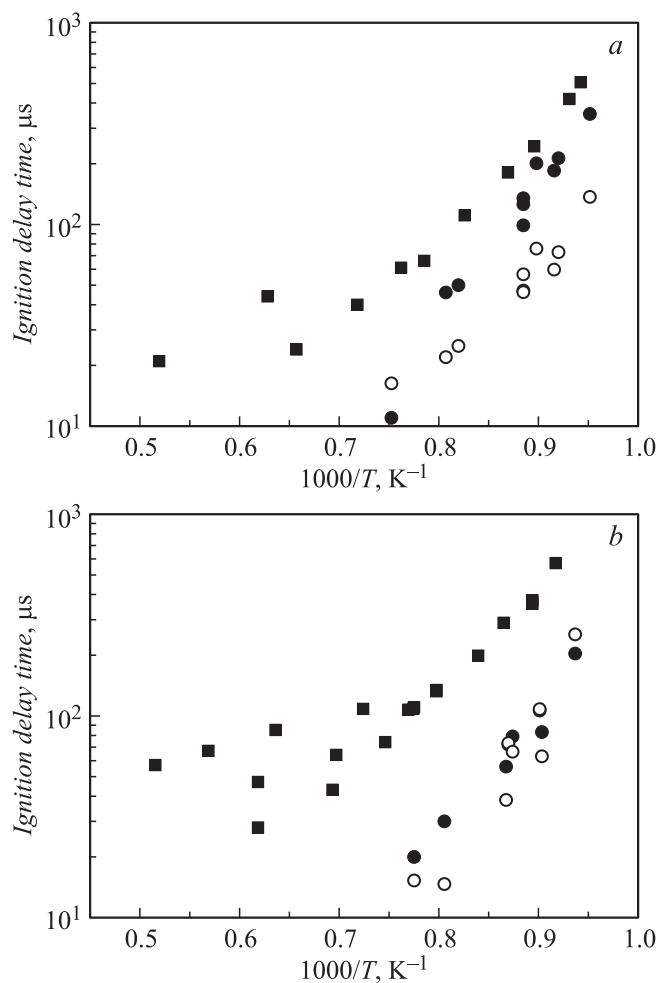 10³
a
Ignition delay time, μs
10²
10¹
0.5 0.6 0.7 0.8 0.9 1.0
1000/T, K⁻¹
10³
b
Ignition delay time, μs
10²
10¹
0.5 0.6 0.7 0.8 0.9 1.0
1000/T, K⁻¹